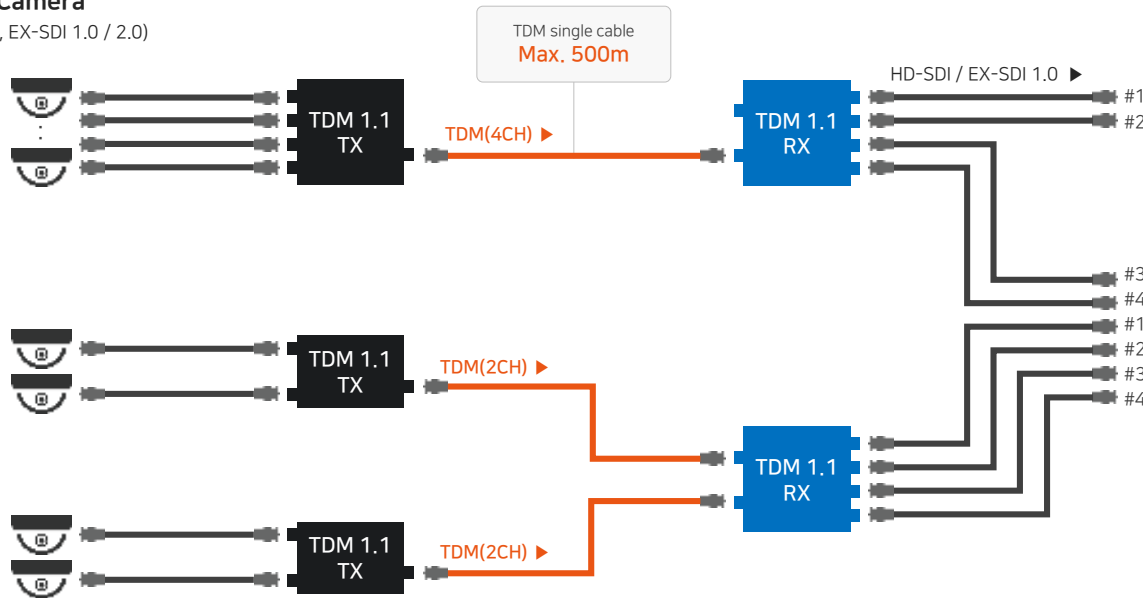 Camera
, EX-SDI 1.0 / 2.0)
TDM single cable
Max. 500m
HD-SDI / EX-SDI 1.0 ▶
#1
#2
TDM 1.1
TX
TDM(4CH) ▶
TDM 1.1
RX
#3
#4
#1
#2
#3
#4
TDM 1.1
TX
TDM(2CH) ▶
TDM 1.1
RX
TDM 1.1
TX
TDM(2CH) ▶